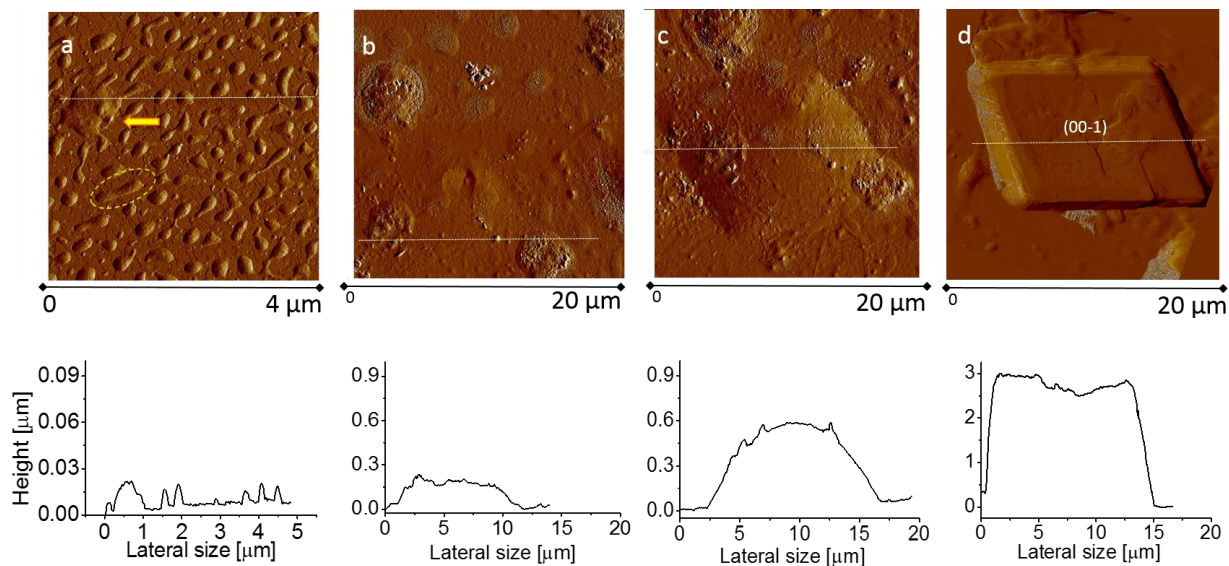 a
b
c
d
(00-1)
0 4 μm
0 20 μm
0 20 μm
0 20 μm
Height [μm]
0.09
0.06
0.03
0.00
0 1 2 3 4 5
Lateral size [μm]
0.9
0.6
0.3
0.0
0 5 10 15 20
Lateral size [μm]
0.9
0.6
0.3
0.0
0 5 10 15 20
Lateral size [μm]
3
2
1
0
0 5 10 15 20
Lateral size [μm]